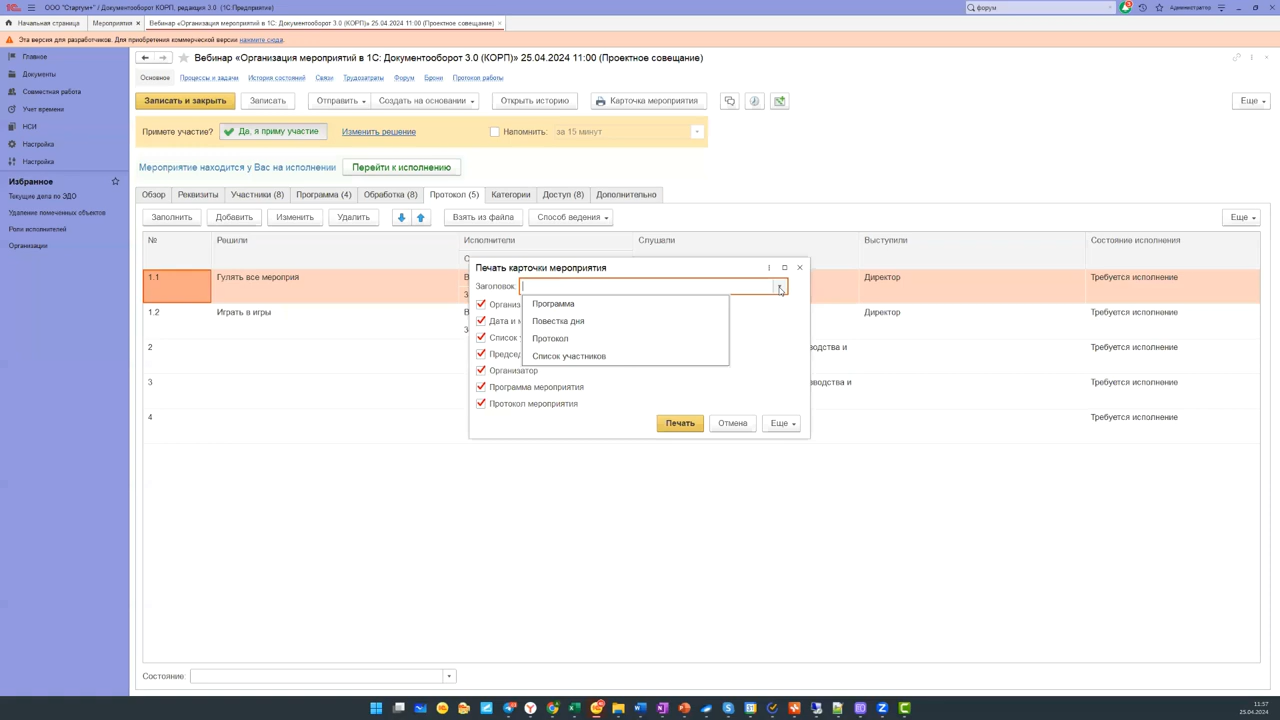 ООО "Стартум+" / Документооборот КОРП, редакция 3.0 (1С:Предприятие)
форум
Администратор
Начальная страница
Мероприятия ×
Вебинар «Организация мероприятий в 1С: Документооборот 3.0 (КОРП)» 25.04.2024 11:00 (Проектное совещание) ×
Эта версия для разработчиков. Для приобретения коммерческой версии нажмите сюда.
Главное
Документы
Совместная работа
Учет времени
НСИ
Настройка
Настройка
Избранное
Текущие дела по ЭДО
Удаление помеченных объектов
Роли исполнителей
Организации
Вебинар «Организация мероприятий в 1С: Документооборот 3.0 (КОРП)» 25.04.2024 11:00 (Проектное совещание)
Основное Процессы и задачи История состояний Связи Трудозатраты Форум Брони Протокол работы
Записать и закрыть Записать Отправить Создать на основании Открыть историю Карточка мероприятия Еще
Примете участие? Да, я приму участие Изменить решение Напомнить: за 15 минут
Мероприятие находится у Вас на исполнении Перейти к исполнению
Обзор Реквизиты Участники (8) Программа (4) Обработка (8) Протокол (5) Категории Доступ (8) Дополнительно
Заполнить Добавить Изменить Удалить Взять из файла Способ ведения Еще
№ Решили Исполнители Слушали Выступили Состояние исполнения
С
1.1 Гулять все мероприя В Директор Требуется исполнение
З
1.2 Играть в игры В Директор Требуется исполнение
З
2 водства и Требуется исполнение
3 зводства и Требуется исполнение
4 Требуется исполнение
Печать карточки мероприятия
Заголовок:
Программа
Повестка дня
Протокол
Список участников
Организа
Дата и м
Список у
Председ
Организатор
Программа мероприятия
Протокол мероприятия
Печать Отмена Еще
Состояние:
11:57
25.04.2024